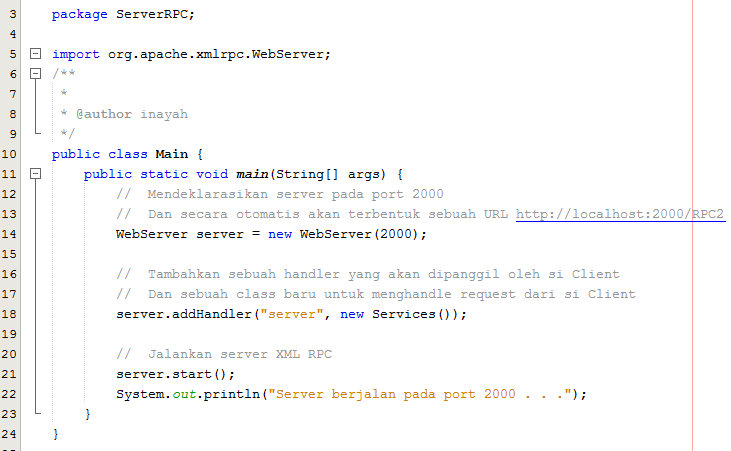 3 package ServerRPC;
4
5 import org.apache.xmlrpc.WebServer;
6 /**
7 *
8 * @author inayah
9 */
10 public class Main {
11 public static void main(String[] args) {
12 // Mendeklarasikan server pada port 2000
13 // Dan secara otomatis akan terbentuk sebuah URL http://localhost:2000/RPC2
14 WebServer server = new WebServer(2000);
15
16 // Tambahkan sebuah handler yang akan dipanggil oleh si Client
17 // Dan sebuah class baru untuk menghandle request dari si Client
18 server.addHandler("server", new Services());
19
20 // Jalankan server XML RPC
21 server.start();
22 System.out.println("Server berjalan pada port 2000 . . .");
23 }
24 }